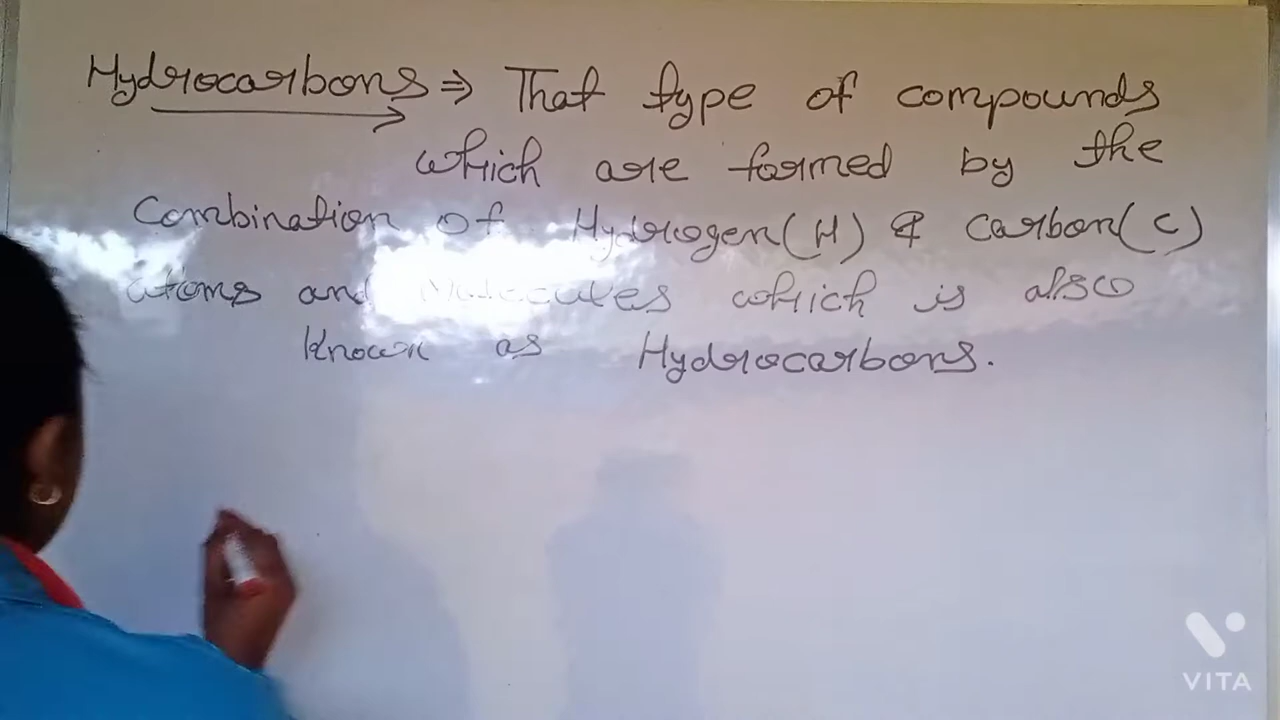 Hydrocarbons ⇒ That type of compounds
which are formed by the
Combination of Hydrogen(H) & Carbon(C)
atoms and Molecules which is also
known as Hydrocarbons.
VITA